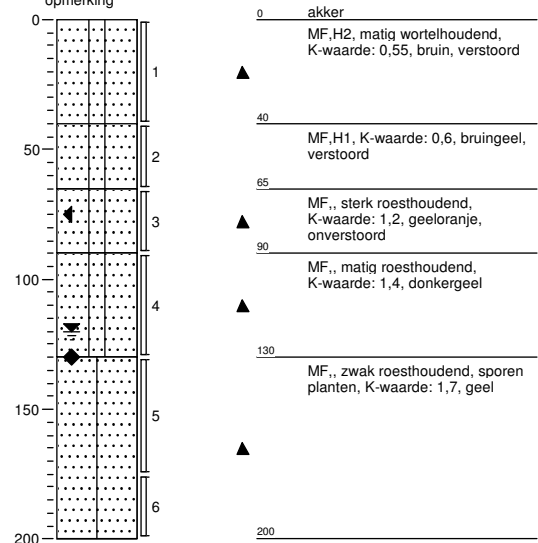 opmerking
0
50
100
150
200
1
2
3
4
5
6
0 akker
MF,H2, matig wortelhoudend,
K-waarde: 0,55, bruin, verstoord
40
MF,H1, K-waarde: 0,6, bruingeel,
verstoord
65
MF,, sterk roesthoudend,
K-waarde: 1,2, geeloranje,
onverstoord
90
MF,, matig roesthoudend,
K-waarde: 1,4, donkergeel
130
MF,, zwak roesthoudend, sporen
planten, K-waarde: 1,7, geel
200